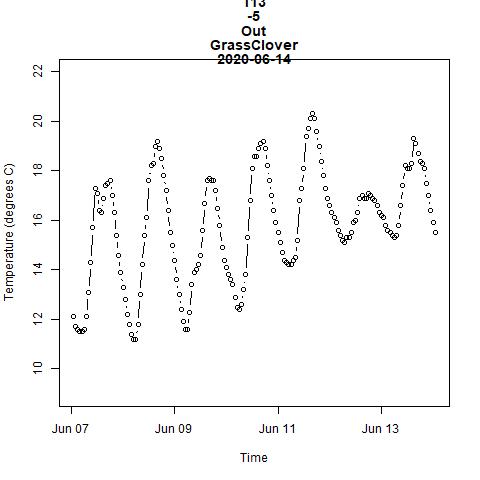 T13
-5
Out
GrassClover
2020-06-14
Temperature (degrees C)
22
20
18
16
14
12
10
Jun 07
Jun 09
Jun 11
Jun 13
Time